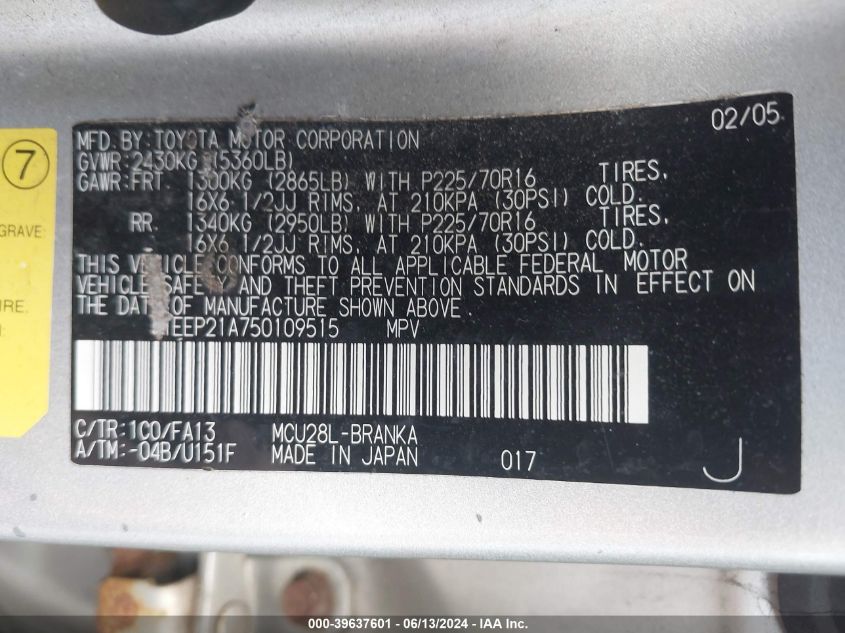 02/05
MFD. BY: TOYOTA MOTOR CORPORATION
GVWR: 2430KG (5360LB)
GAWR: FRT. 1300KG (2865LB) WITH P225/70R16 TIRES,
16X6 1/2JJ RIMS, AT 210KPA (30PSI) COLD.
RR. 1340KG (2950LB) WITH P225/70R16 TIRES,
16X6 1/2JJ RIMS, AT 210KPA (30PSI) COLD.
THIS VEHICLE CONFORMS TO ALL APPLICABLE FEDERAL MOTOR
VEHICLE SAFETY AND THEFT PREVENTION STANDARDS IN EFFECT ON
THE DATE OF MANUFACTURE SHOWN ABOVE.
TEEP21A750109515 MPV
C/TR: 1C0/FA13 MCU28L-BRANKA
A/TM: -04B/U151F MADE IN JAPAN 017 J
7
GRAVE
IRE.
000-39637601 - 06/13/2024 - IAA Inc.